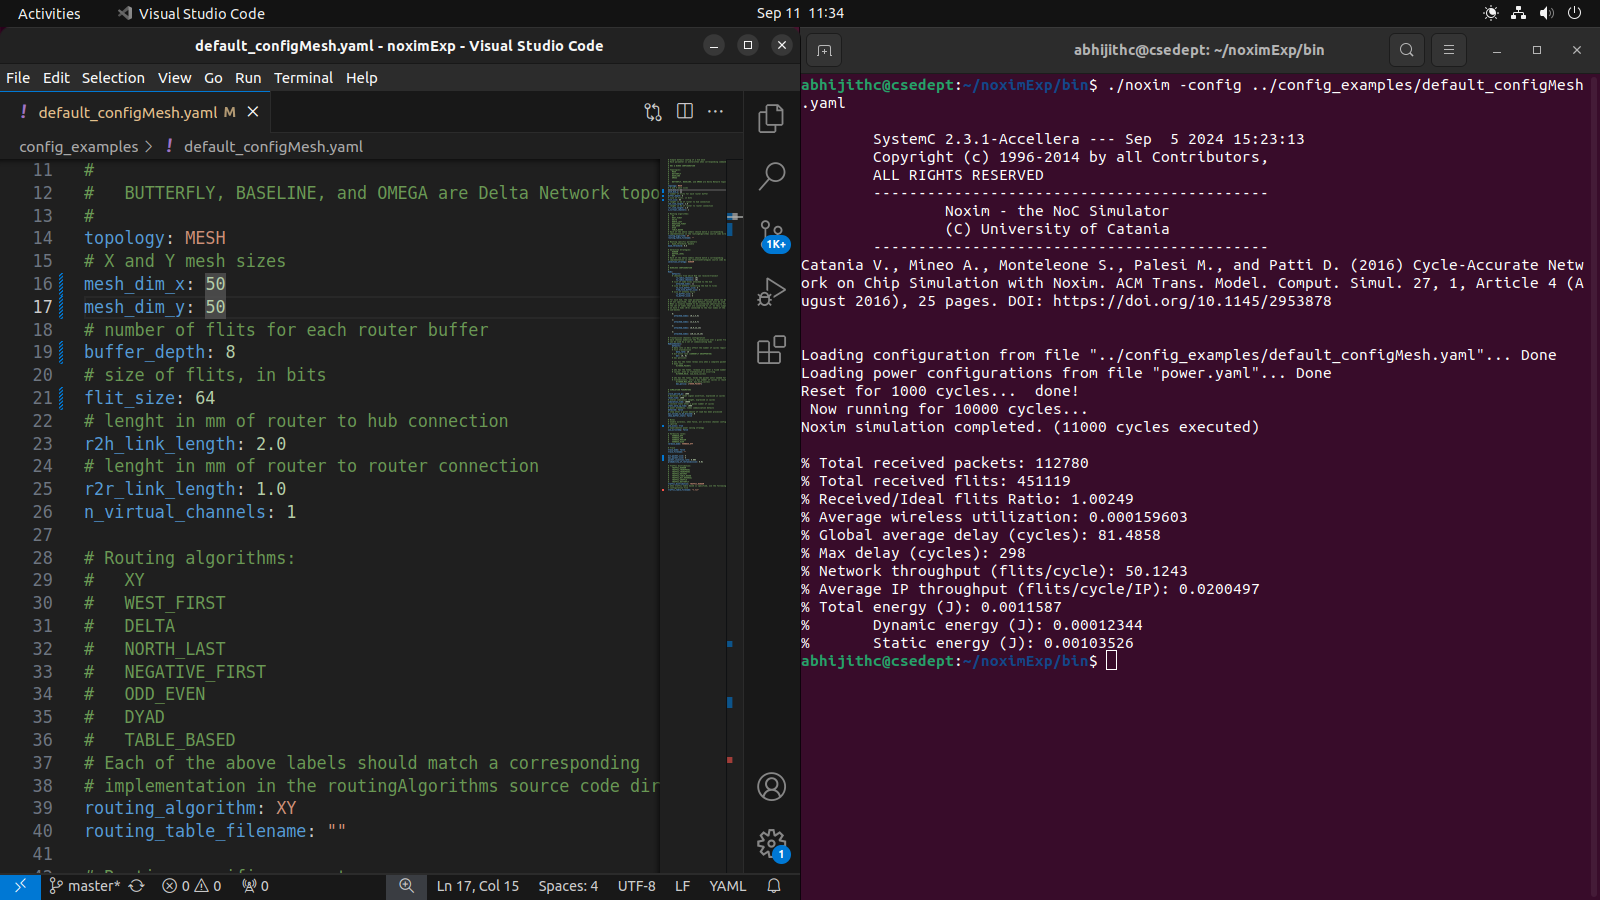 Activities
Visual Studio Code
Sep 11 11:34
default_configMesh.yaml - noximExp - Visual Studio Code
File Edit Selection View Go Run Terminal Help
! default_configMesh.yaml M
config_examples > ! default_configMesh.yaml
11 #
12 #   BUTTERFLY, BASELINE, and OMEGA are Delta Network topo
13 #
14 topology: MESH
15 # X and Y mesh sizes
16 mesh_dim_x: 50
17 mesh_dim_y: 50
18 # number of flits for each router buffer
19 buffer_depth: 8
20 # size of flits, in bits
21 flit_size: 64
22 # lenght in mm of router to hub connection
23 r2h_link_length: 2.0
24 # lenght in mm of router to router connection
25 r2r_link_length: 1.0
26 n_virtual_channels: 1
27
28 # Routing algorithms:
29 #   XY
30 #   WEST_FIRST
31 #   DELTA
32 #   NORTH_LAST
33 #   NEGATIVE_FIRST
34 #   ODD_EVEN
35 #   DYAD
36 #   TABLE_BASED
37 # Each of the above labels should match a corresponding
38 # implementation in the routingAlgorithms source code dir
39 routing_algorithm: XY
40 routing_table_filename: ""
41
1K+
1
master* 0 0 0
Ln 17, Col 15 Spaces: 4 UTF-8 LF YAML
abhijithc@csedept: ~/noximExp/bin
abhijithc@csedept:~/noximExp/bin$ ./noxim -config ../config_examples/default_configMesh
.yaml
SystemC 2.3.1-Accellera --- Sep  5 2024 15:23:13
Copyright (c) 1996-2014 by all Contributors,
ALL RIGHTS RESERVED
--------------------------------------------
Noxim - the NoC Simulator
(C) University of Catania
--------------------------------------------
Catania V., Mineo A., Monteleone S., Palesi M., and Patti D. (2016) Cycle-Accurate Netw
ork on Chip Simulation with Noxim. ACM Trans. Model. Comput. Simul. 27, 1, Article 4 (A
ugust 2016), 25 pages. DOI: https://doi.org/10.1145/2953878
Loading configuration from file "../config_examples/default_configMesh.yaml"... Done
Loading power configurations from file "power.yaml"... Done
Reset for 1000 cycles...  done!
Now running for 10000 cycles...
Noxim simulation completed. (11000 cycles executed)
% Total received packets: 112780
% Total received flits: 451119
% Received/Ideal flits Ratio: 1.00249
% Average wireless utilization: 0.000159603
% Global average delay (cycles): 81.4858
% Max delay (cycles): 298
% Network throughput (flits/cycle): 50.1243
% Average IP throughput (flits/cycle/IP): 0.0200497
% Total energy (J): 0.0011587
%       Dynamic energy (J): 0.00012344
%       Static energy (J): 0.00103526
abhijithc@csedept:~/noximExp/bin$